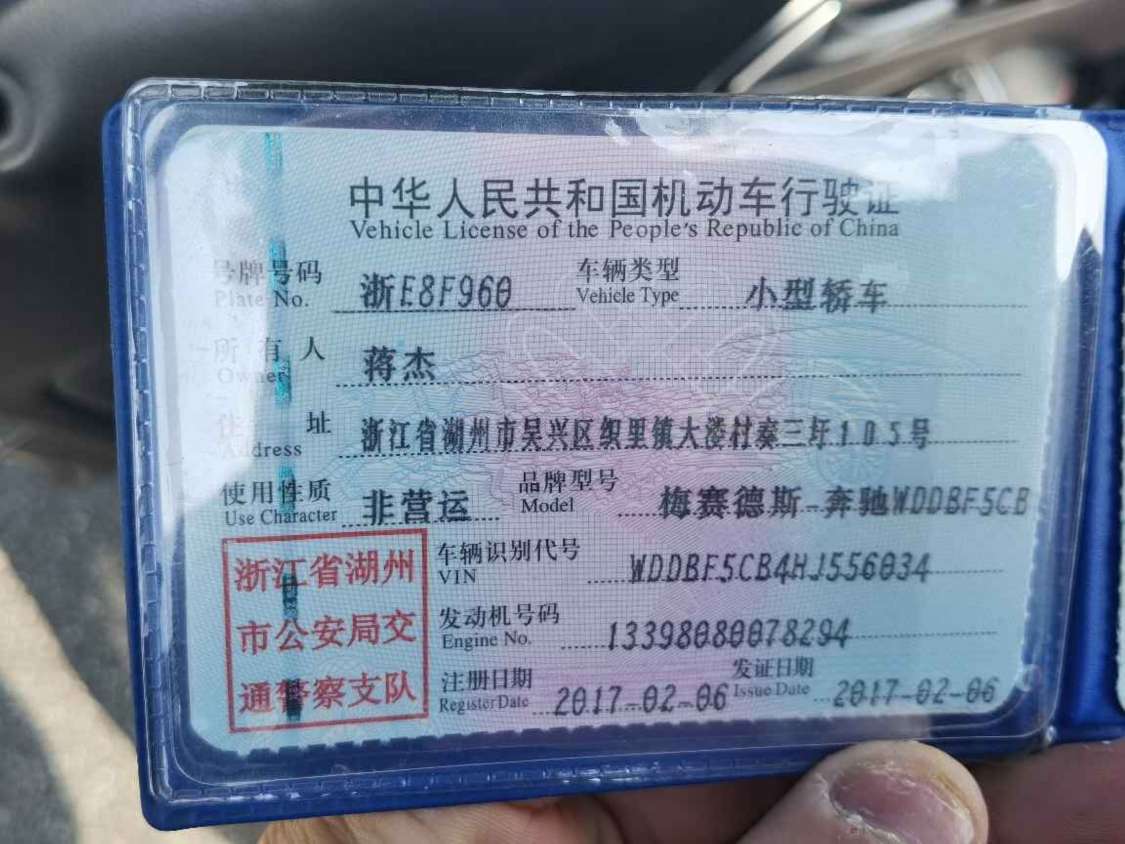 中华人民共和国机动车行驶证
Vehicle License of the People's Republic of China
号牌号码 浙E8F960 车辆类型 小型轿车
Plate No. Vehicle Type
所有人 蒋杰
Owner
住址 浙江省湖州市吴兴区织里镇大溇村秦三圩105号
Address
使用性质 非营运 品牌型号 梅赛德斯-奔驰WDDBF5CB
Use Character Model
浙江省湖州
市公安局交
通警察支队
车辆识别代号 WDDBF5CB4HJ556034
VIN
发动机号码 13398080078294
Engine No.
注册日期 2017-02-06 发证日期 2017-02-06
Register Date Issue Date